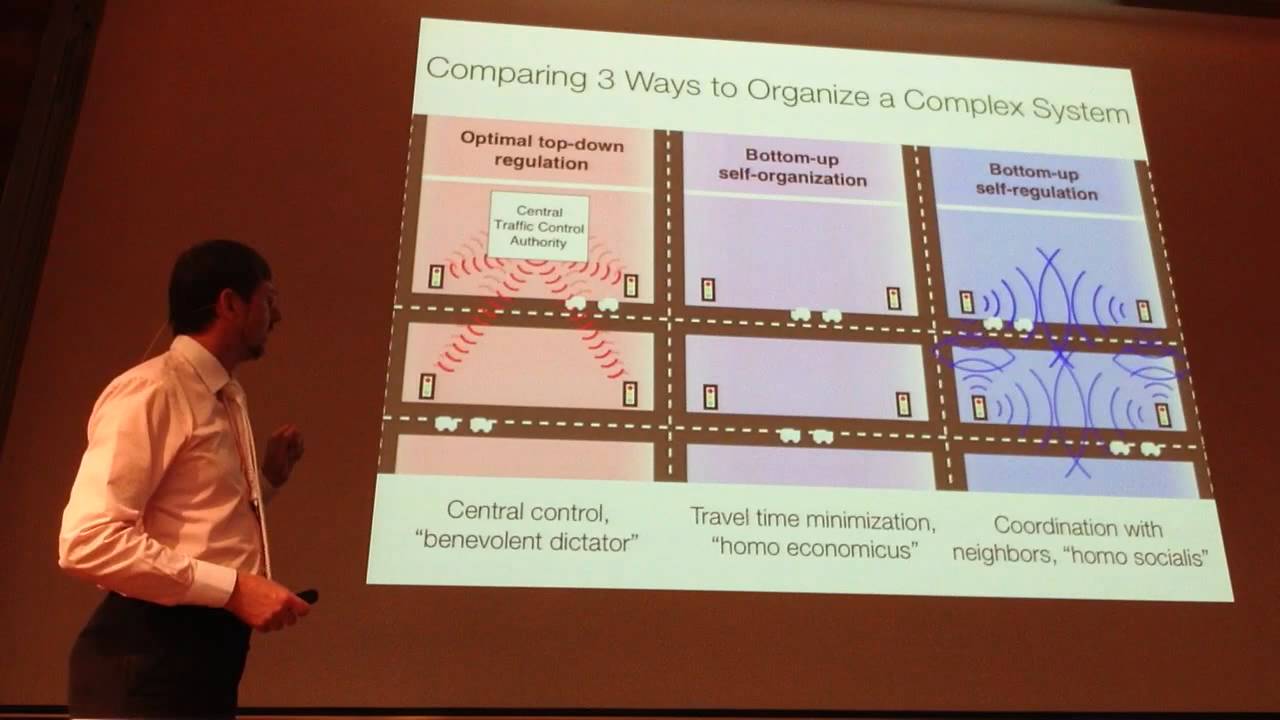 Comparing 3 Ways to Organize a Complex System
Optimal top-down
regulation
Central
Traffic Control
Authority
Bottom-up
self-organization
Bottom-up
self-regulation
Central control,
“benevolent dictator”
Travel time minimization,
“homo economicus”
Coordination with
neighbors, “homo socialis”